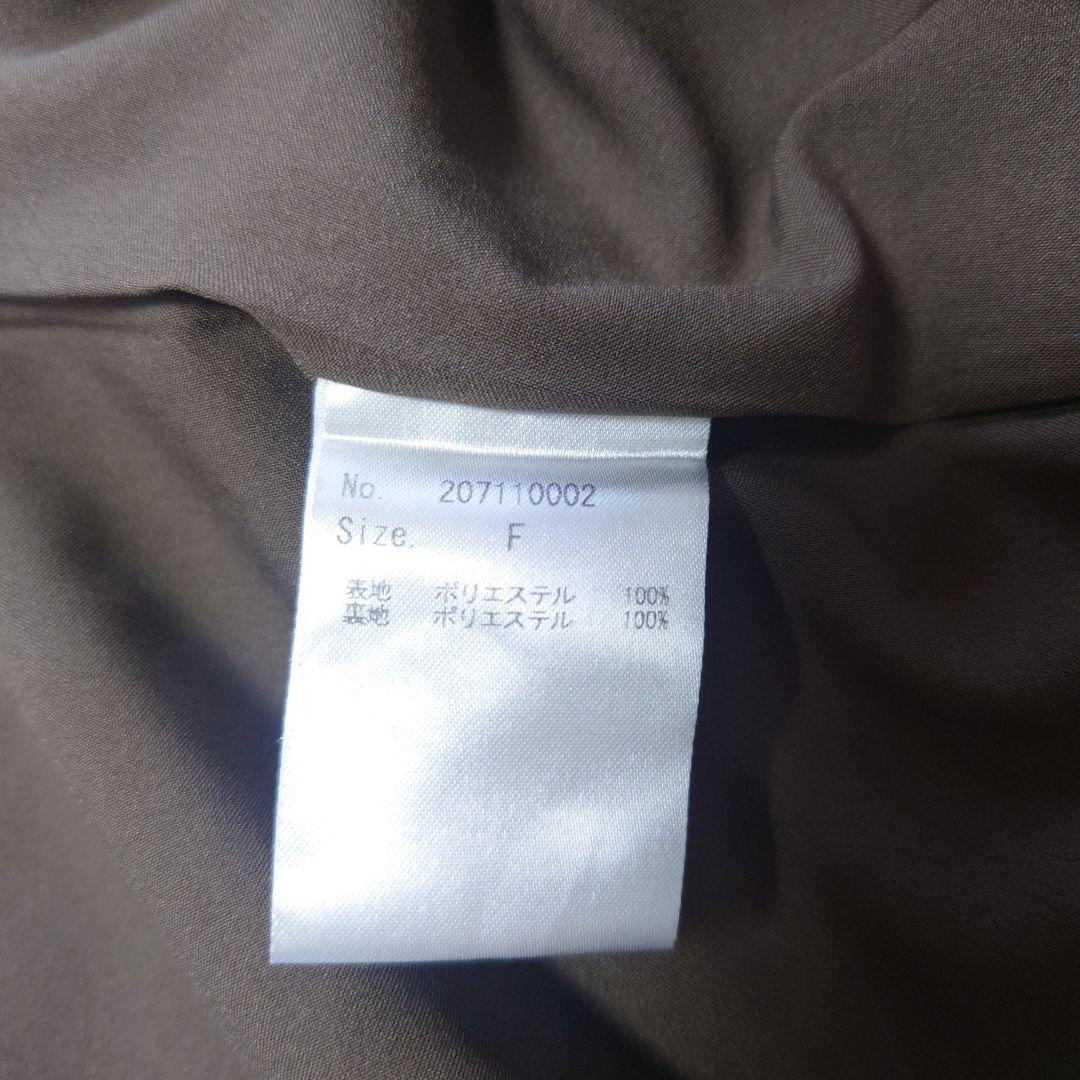 No. 207110002
Size. F
表地 ポリエステル 100%
裏地 ポリエステル 100%